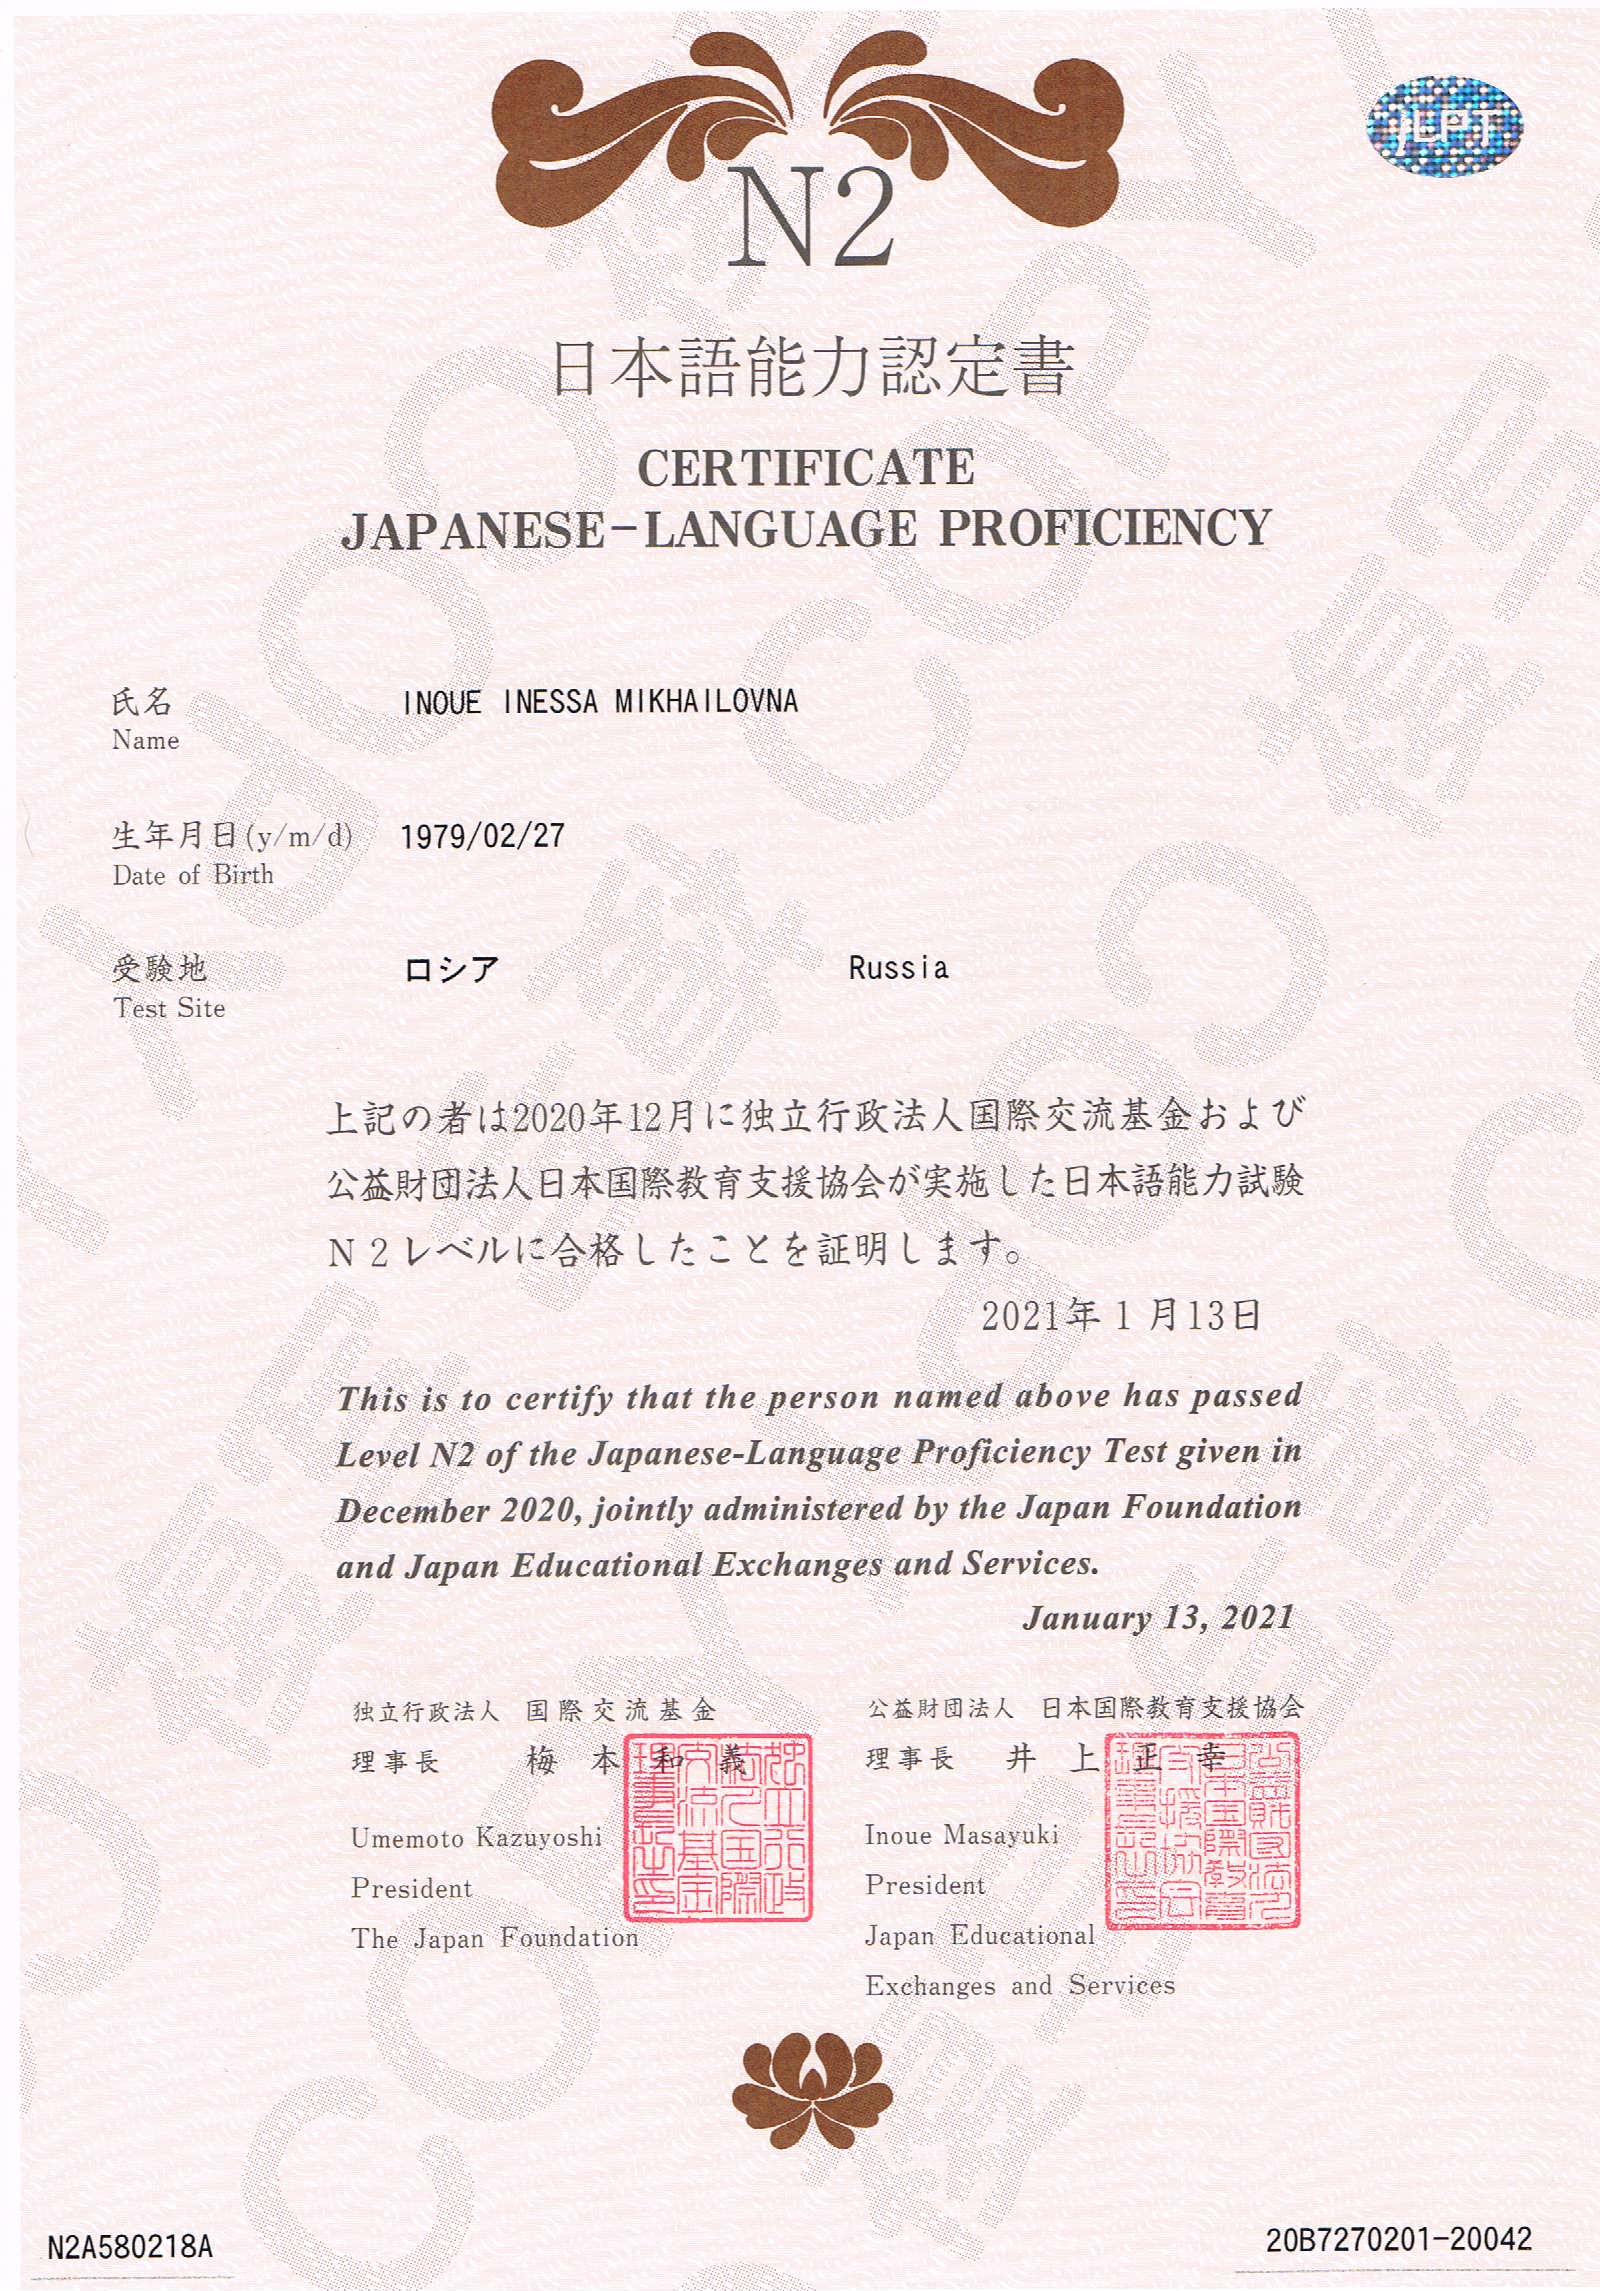 JLPT
N2
日本語能力認定書
CERTIFICATE
JAPANESE-LANGUAGE PROFICIENCY
氏名 INOUE INESSA MIKHAILOVNA
Name
生年月日(y/m/d) 1979/02/27
Date of Birth
受験地 ロシア Russia
Test Site
上記の者は2020年12月に独立行政法人国際交流基金および
公益財団法人日本国際教育支援協会が実施した日本語能力試験
N2レベルに合格したことを証明します。
2021年1月13日
This is to certify that the person named above has passed
Level N2 of the Japanese-Language Proficiency Test given in
December 2020, jointly administered by the Japan Foundation
and Japan Educational Exchanges and Services.
January 13, 2021
独立行政法人 国際交流基金
理事長 梅本和義
Umemoto Kazuyoshi
President
The Japan Foundation
公益財団法人 日本国際教育支援協会
理事長 井上正幸
Inoue Masayuki
President
Japan Educational
Exchanges and Services
N2A580218A
20B7270201-20042